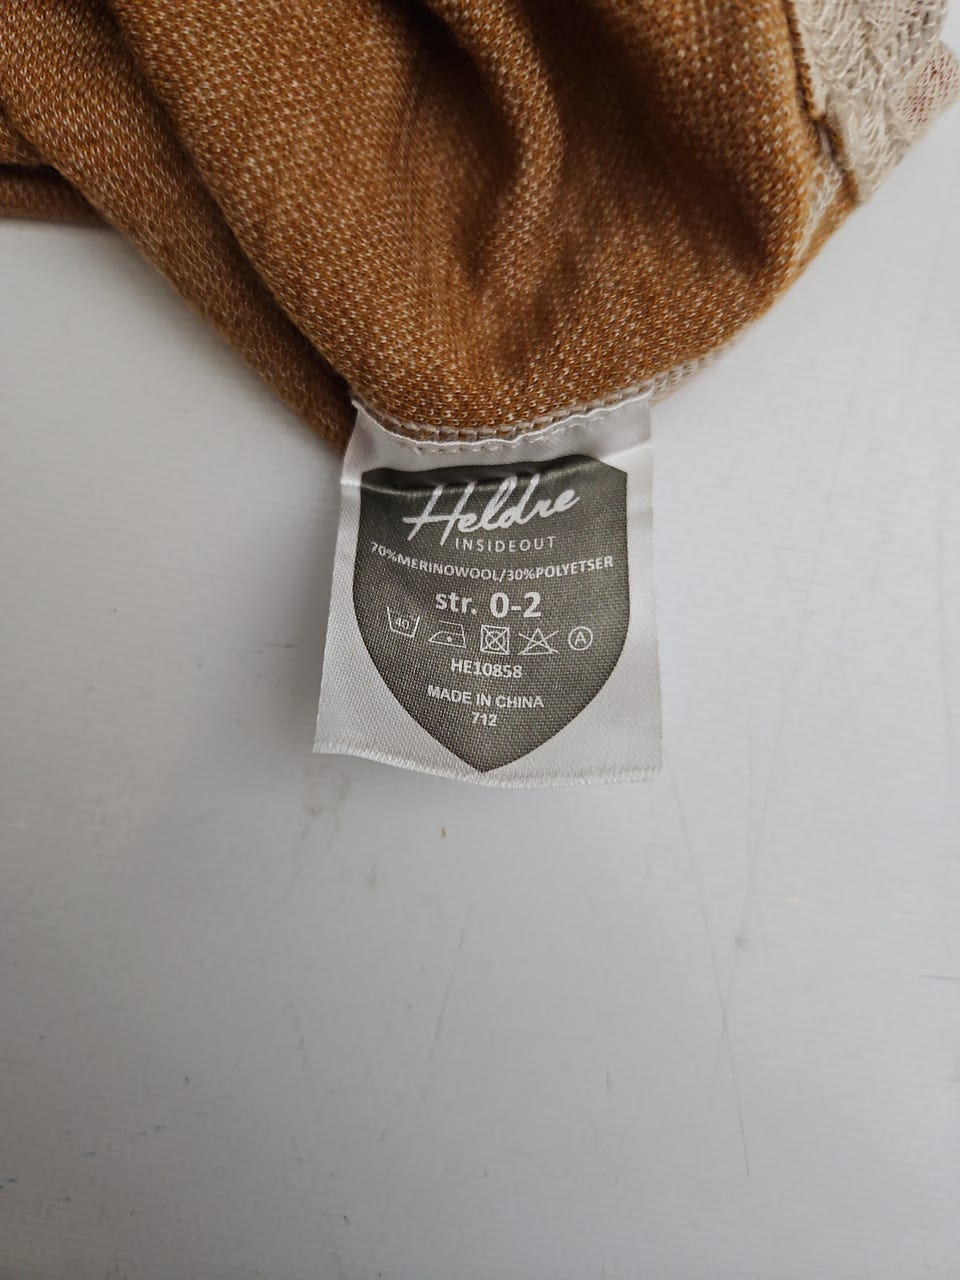 Heldre
INSIDEOUT
70%MERINOWOOL/30%POLYETSER
str. 0-2
40 A
HE10858
MADE IN CHINA
712